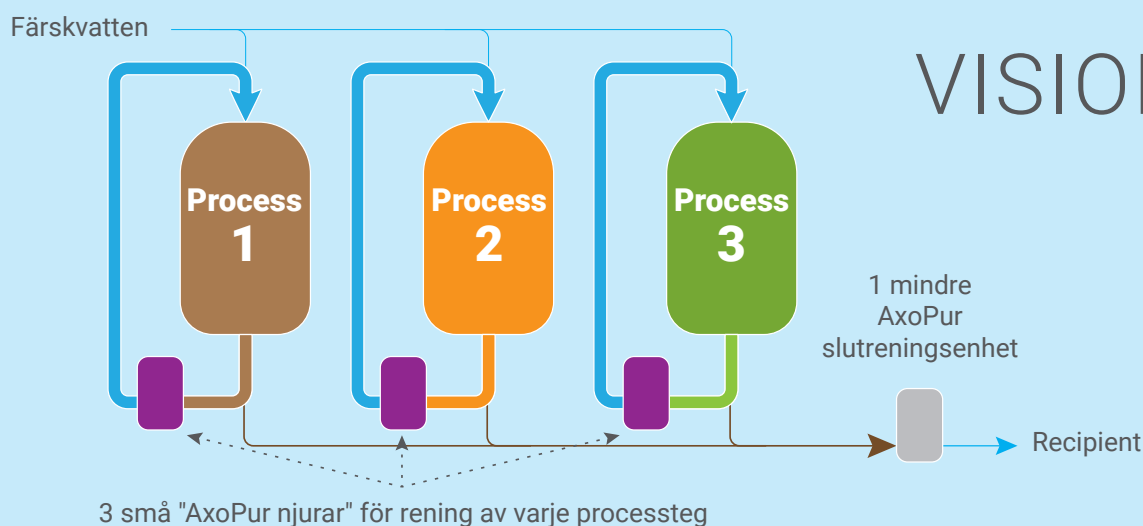 Färskvatten
VISION
Process
1
Process
2
Process
3
1 mindre
AxoPur
slutreningsenhet
Recipient
3 små "AxoPur njurar" för rening av varje processteg